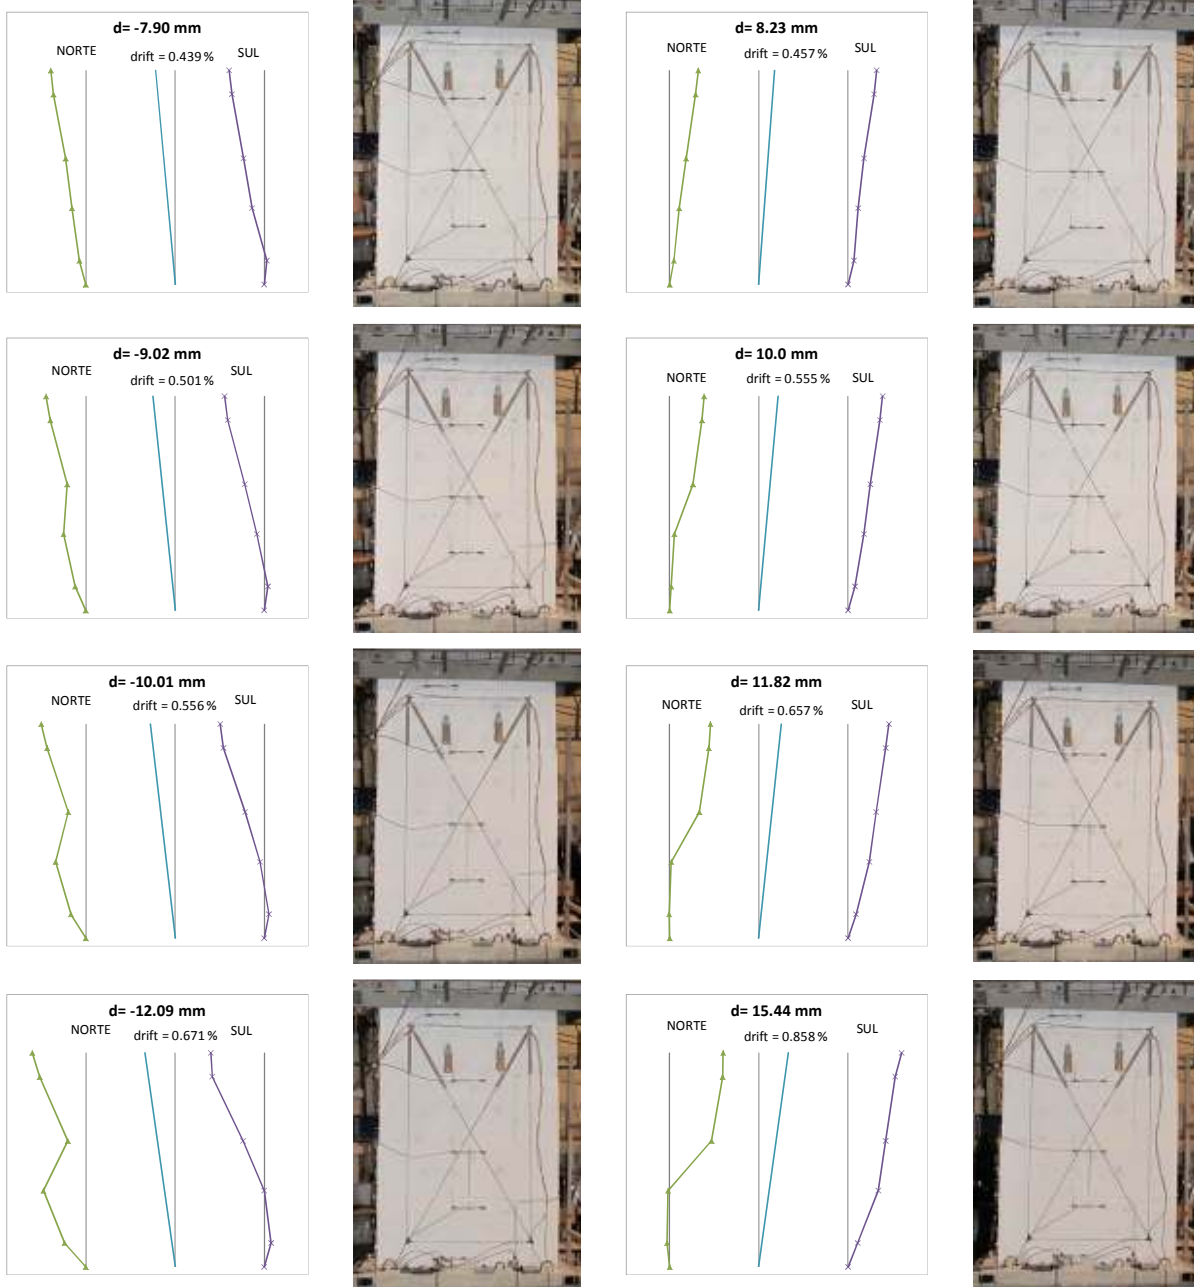 d= -7.90 mm
NORTE
drift = 0.439 %
SUL
d= 8.23 mm
NORTE
drift = 0.457 %
SUL
d= -9.02 mm
NORTE
drift = 0.501 %
SUL
d= 10.0 mm
NORTE
drift = 0.555 %
SUL
d= -10.01 mm
NORTE
drift = 0.556 %
SUL
d= 11.82 mm
NORTE
drift = 0.657 %
SUL
d= -12.09 mm
NORTE
drift = 0.671 %
SUL
d= 15.44 mm
NORTE
drift = 0.858 %
SUL